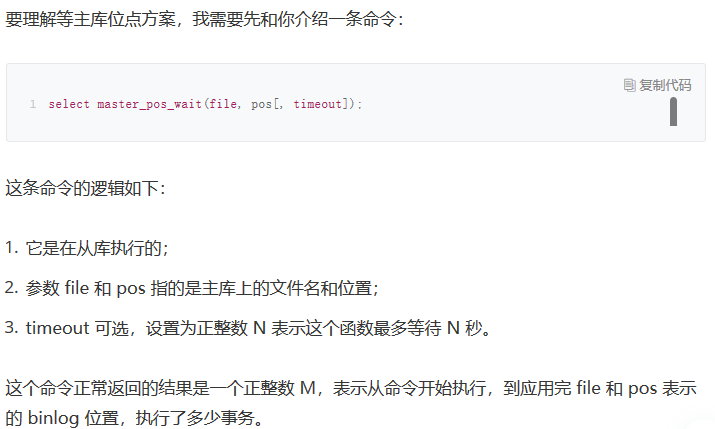 要理解等主库位点方案，我需要先和你介绍一条命令：
复制代码
1 select master_pos_wait(file, pos[, timeout]);
这条命令的逻辑如下：
1. 它是在从库执行的；
2. 参数 file 和 pos 指的是主库上的文件名和位置；
3. timeout 可选，设置为正整数 N 表示这个函数最多等待 N 秒。
这个命令正常返回的结果是一个正整数 M，表示从命令开始执行，到应用完 file 和 pos 表示
的 binlog 位置，执行了多少事务。